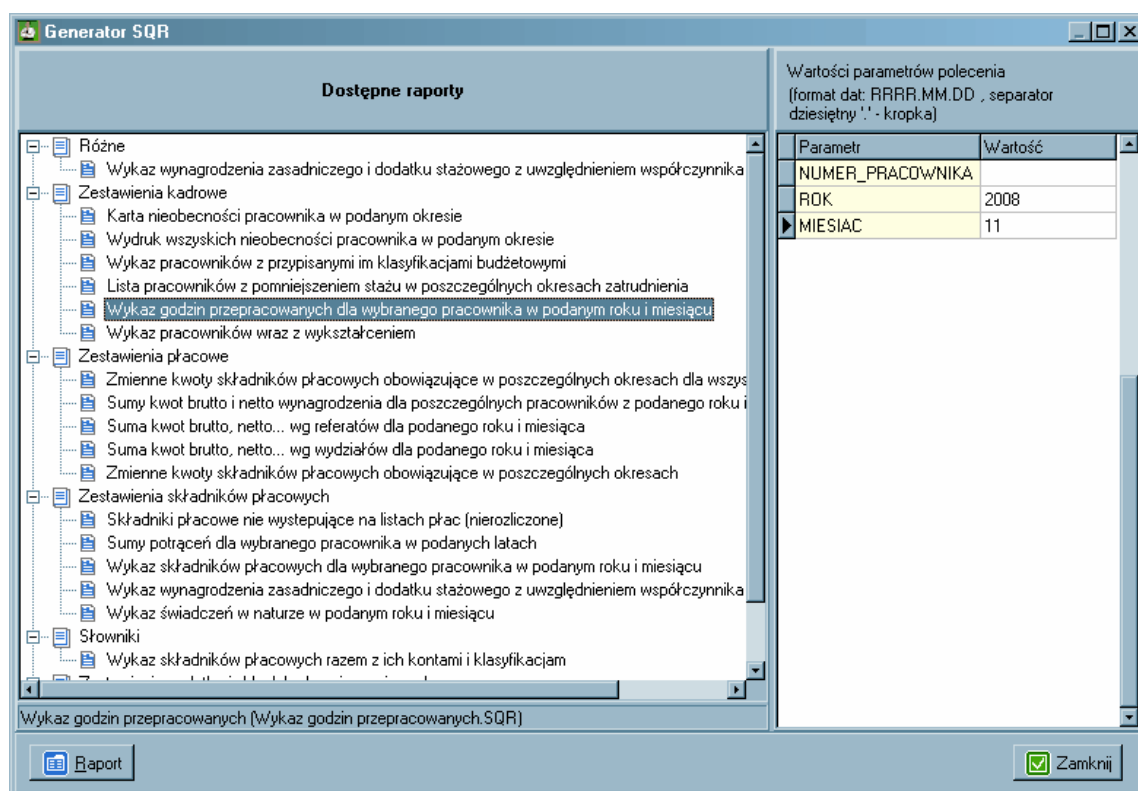 Generator SQR
Dostępne raporty
Różne
Wykaz wynagrodzenia zasadniczego i dodatku stażowego z uwzględnieniem współczynnika
Zestawienia kadrowe
Karta nieobecności pracownika w podanym okresie
Wydruk wszyskich nieobecności pracownika w podanym okresie
Wykaz pracowników z przypisanymi im klasyfikacjami budżetowymi
Lista pracowników z pomniejszeniem stażu w poszczególnych okresach zatrudnienia
Wykaz godzin przepracowanych dla wybranego pracownika w podanym roku i miesiącu
Wykaz pracowników wraz z wykształceniem
Zestawienia płacowe
Zmienne kwoty składników płacowych obowiązujące w poszczególnych okresach dla wszys
Sumy kwot brutto i netto wynagrodzenia dla poszczególnych pracowników z podanego roku i
Suma kwot brutto, netto... wg referatów dla podanego roku i miesiąca
Suma kwot brutto, netto... wg wydziałów dla podanego roku i miesiąca
Zmienne kwoty składników płacowych obowiązujące w poszczególnych okresach
Zestawienia składników płacowych
Składniki płacowe nie wystepujące na listach płac (nierozliczone)
Sumy potrąceń dla wybranego pracownika w podanych latach
Wykaz składników płacowych dla wybranego pracownika w podanym roku i miesiącu
Wykaz wynagrodzenia zasadniczego i dodatku stażowego z uwzględnieniem współczynnika
Wykaz świadczeń w naturze w podanym roku i miesiącu
Słowniki
Wykaz składników płacowych razem z ich kontami i klasyfikacjam
Wykaz godzin przepracowanych (Wykaz godzin przepracowanych.SQR)
Raport
Wartości parametrów polecenia
(format dat: RRRR.MM.DD , separator
dziesiętny '.' - kropka)
Parametr Wartość
NUMER_PRACOWNIKA
ROK 2008
MIESIAC 11
Zamknij